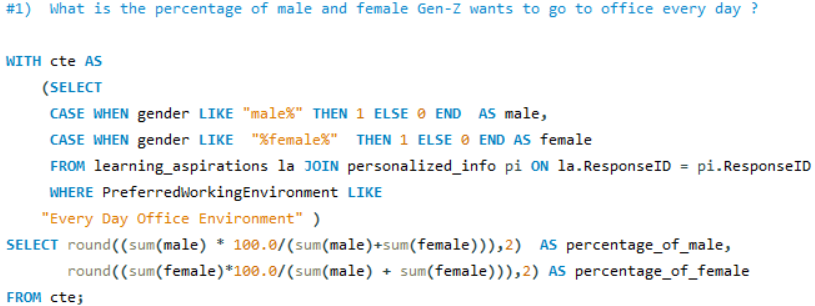 #1) What is the percentage of male and female Gen-Z wants to go to office every day ?
WITH cte AS
(SELECT
CASE WHEN gender LIKE "male%" THEN 1 ELSE 0 END AS male,
CASE WHEN gender LIKE "%female%" THEN 1 ELSE 0 END AS female
FROM learning_aspirations la JOIN personalized_info pi ON la.ResponseID = pi.ResponseID
WHERE PreferredWorkingEnvironment LIKE
"Every Day Office Environment" )
SELECT round((sum(male) * 100.0/(sum(male)+sum(female))),2) AS percentage_of_male,
round((sum(female)*100.0/(sum(male) + sum(female))),2) AS percentage_of_female
FROM cte;